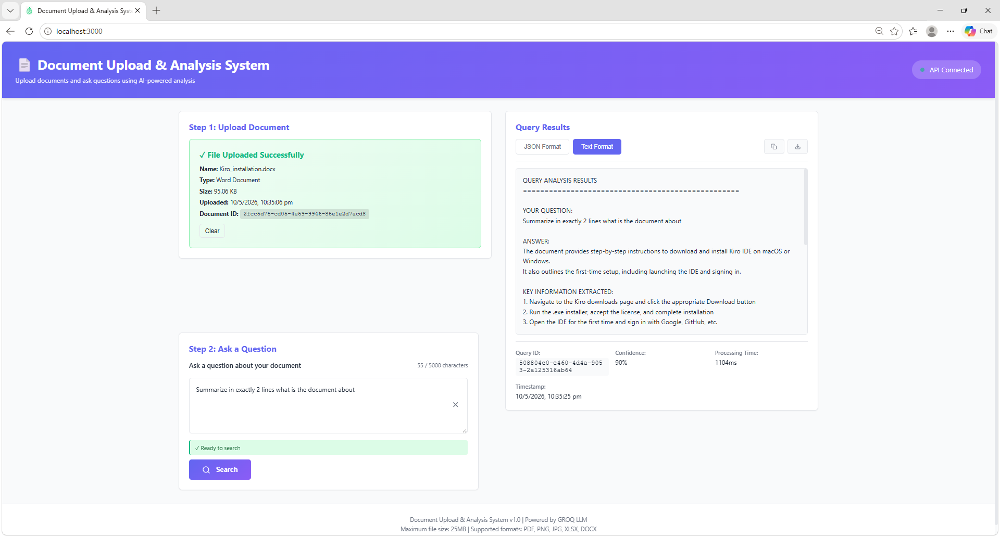 Document Upload & Analysis Syst
localhost:3000
Chat
Document Upload & Analysis System
Upload documents and ask questions using AI-powered analysis
API Connected
Step 1: Upload Document
✓ File Uploaded Successfully
Name: Kiro_installation.docx
Type: Word Document
Size: 95.06 KB
Uploaded: 10/5/2026, 10:35:06 pm
Document ID: 2fcc5d75-cd05-4e59-9946-85e1e2d7acd8
Clear
Step 2: Ask a Question
Ask a question about your document
55 / 5000 characters
Summarize in exactly 2 lines what is the document about
✓ Ready to search
Search
Query Results
JSON Format
Text Format
QUERY ANALYSIS RESULTS
==================================================
YOUR QUESTION:
Summarize in exactly 2 lines what is the document about
ANSWER:
The document provides step-by-step instructions to download and install Kiro IDE on macOS or
Windows.
It also outlines the first-time setup, including launching the IDE and signing in.
KEY INFORMATION EXTRACTED:
1. Navigate to the Kiro downloads page and click the appropriate Download button
2. Run the .exe installer, accept the license, and complete installation
3. Open the IDE for the first time and sign in with Google, GitHub, etc.
Query ID:
508804e0-e460-4d4a-905
3-2a125316ab64
Confidence:
90%
Processing Time:
1104ms
Timestamp:
10/5/2026, 10:35:25 pm
Document Upload & Analysis System v1.0 | Powered by GROQ LLM
Maximum file size: 25MB | Supported formats: PDF, PNG, JPG, XLSX, DOCX